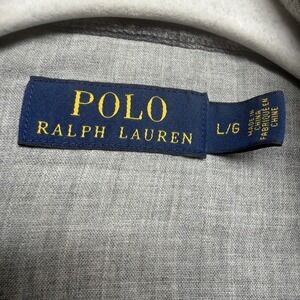 POLO
RALPH LAUREN
L/G
MADE IN
CHINA
FABRIQUÉ EN
CHINE